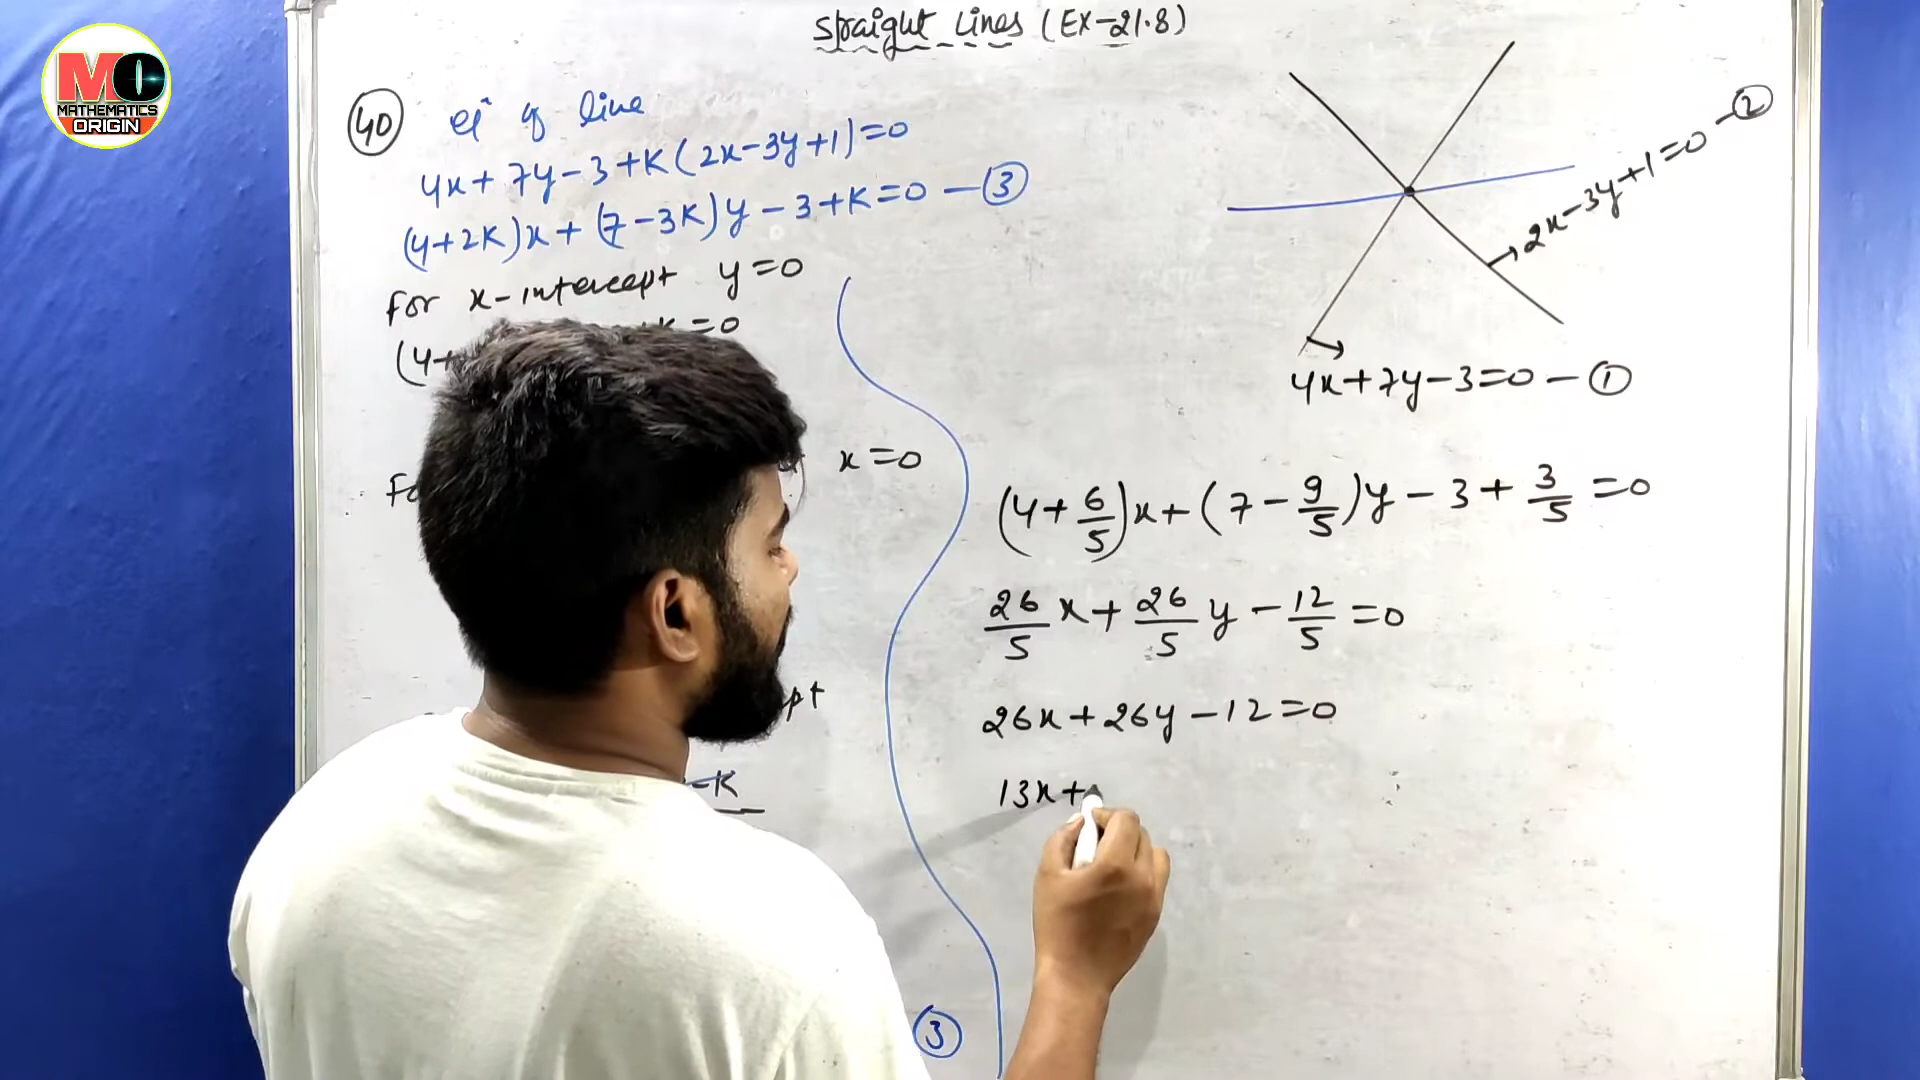 MO
MATHEMATICS
ORIGIN
Straight Lines (Ex-21.8)
40 eqn of line
4x + 7y - 3 + K(2x - 3y + 1) = 0
(4+2K)x + (7-3K)y - 3 + K = 0 - 3
For x-intercept y = 0
(4+ = 0
x = 0
-K
3
2x - 3y + 1 = 0 - 2
4x + 7y - 3 = 0 - 1
(4 + 6/5)x + (7 - 9/5)y - 3 + 3/5 = 0
26/5 x + 26/5 y - 12/5 = 0
26x + 26y - 12 = 0
13x +